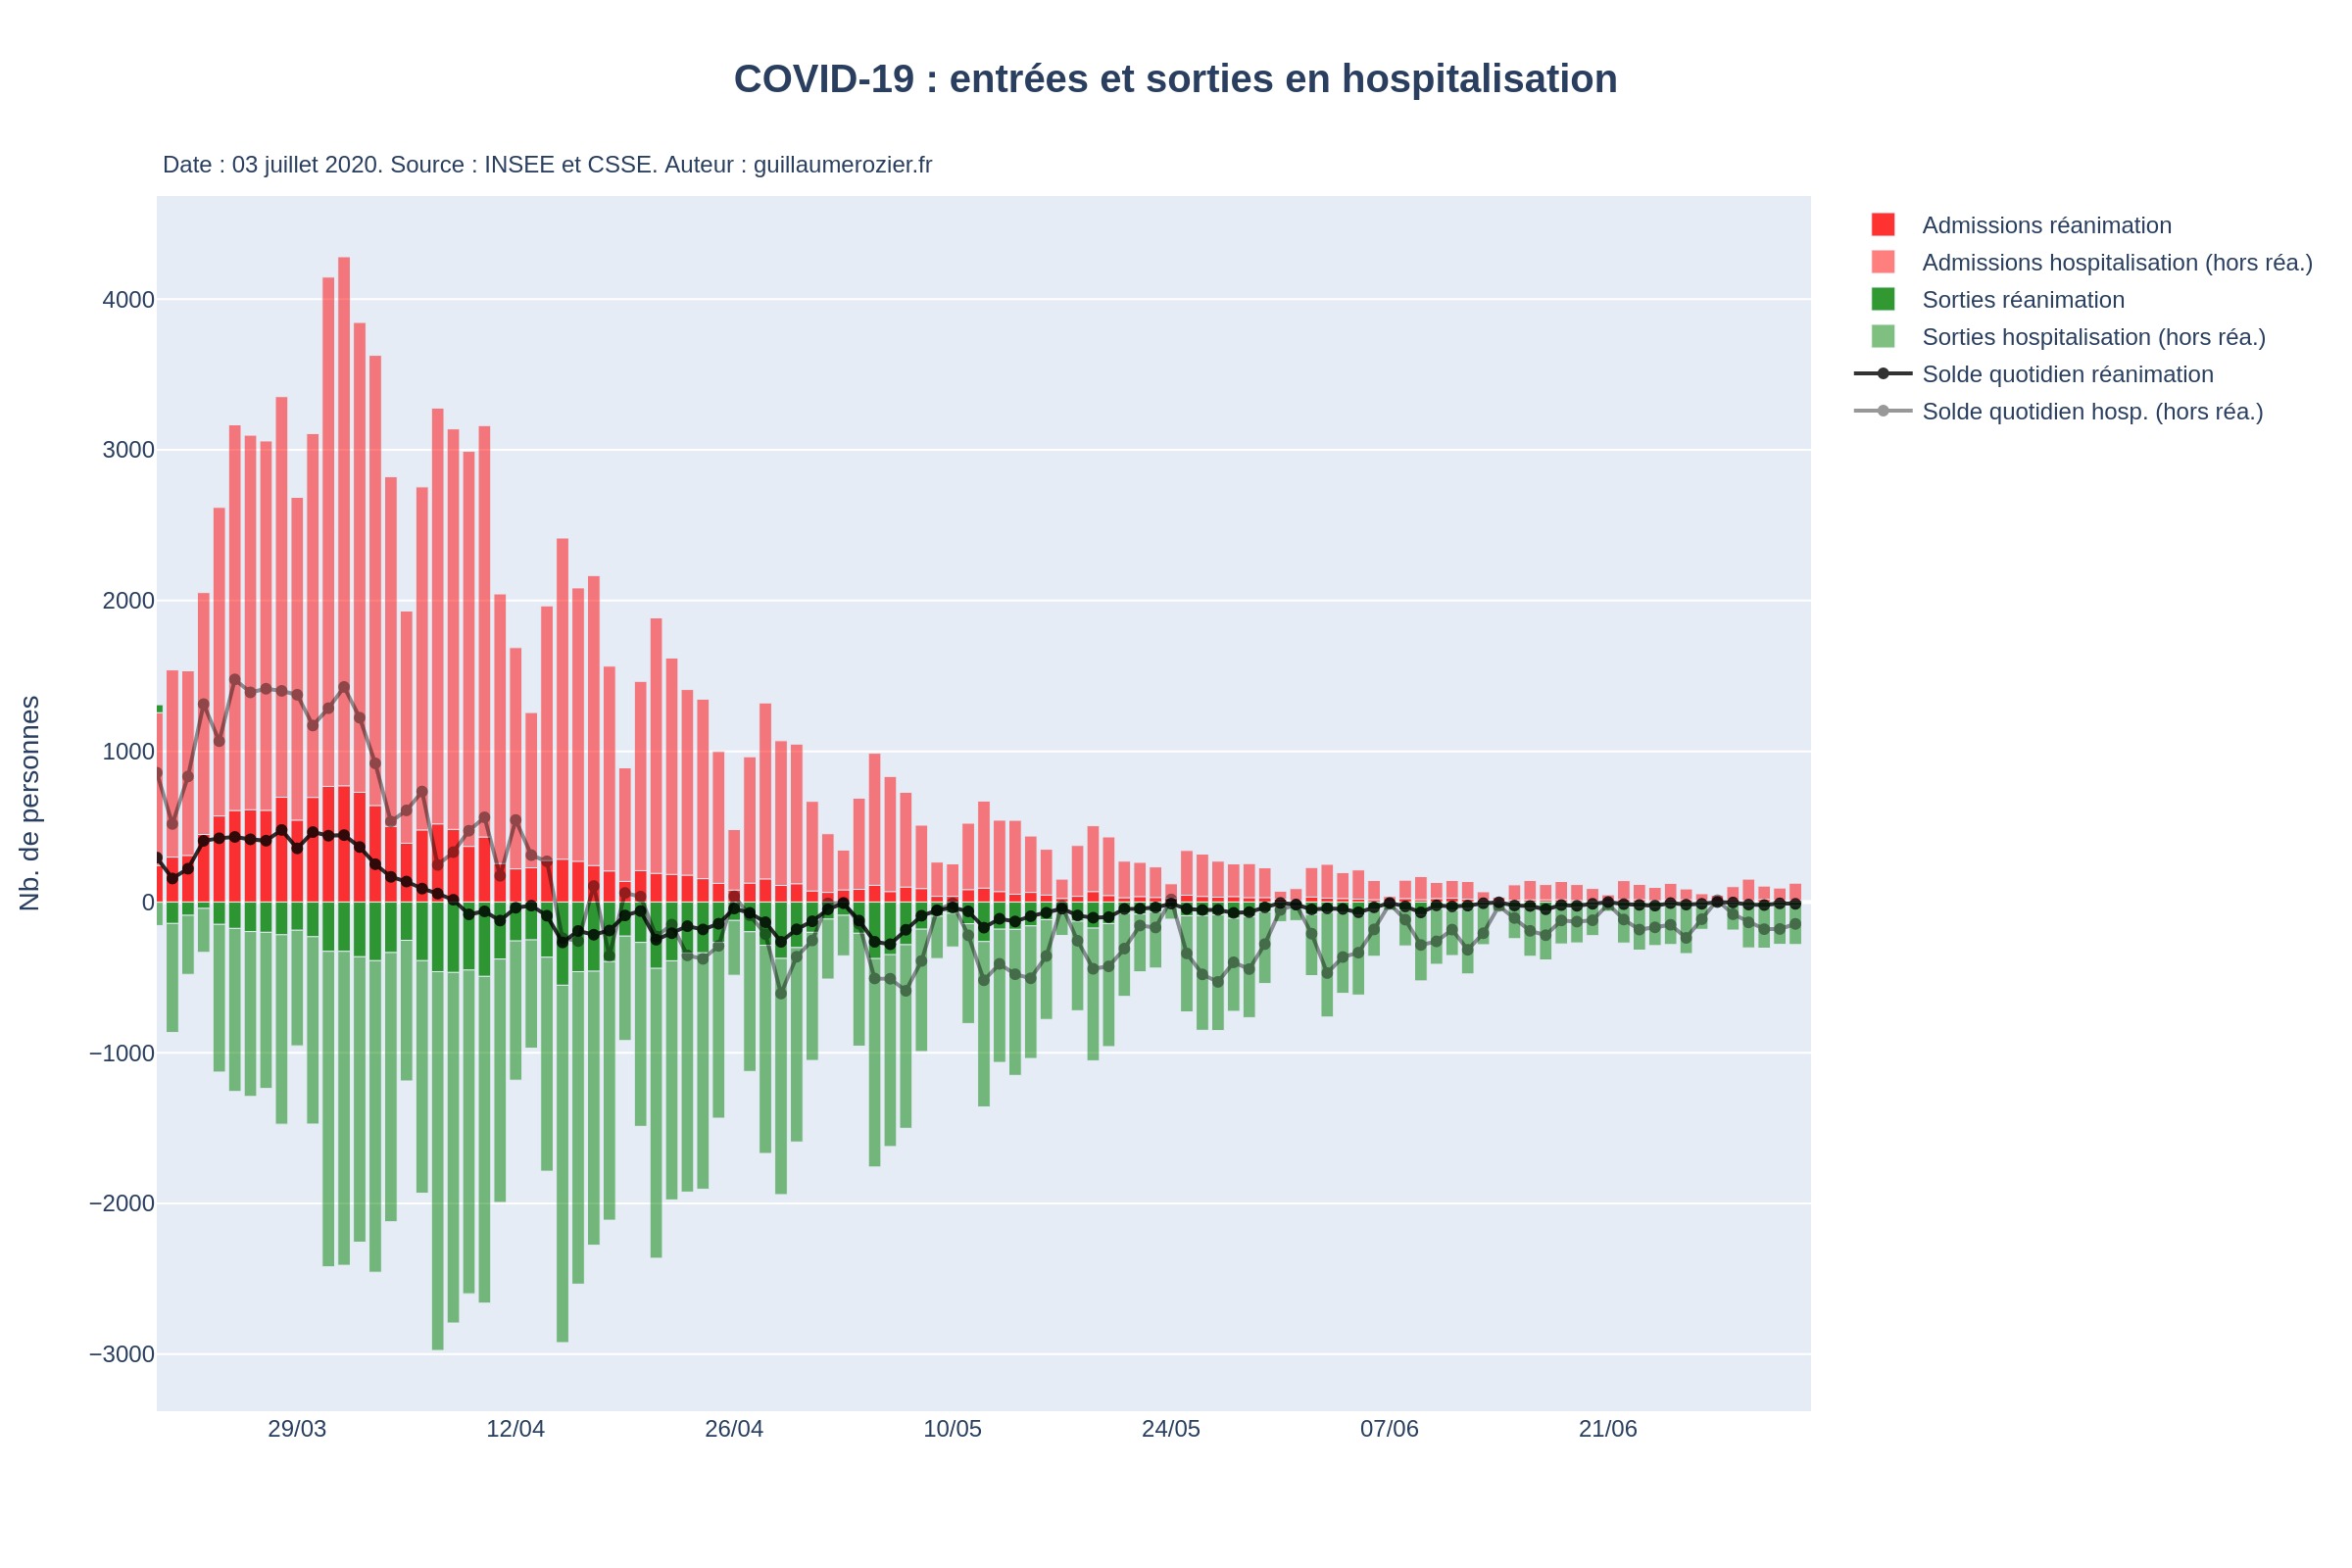 COVID-19 : entrées et sorties en hospitalisation
Date : 03 juillet 2020. Source : INSEE et CSSE. Auteur : guillaumerozier.fr
Admissions réanimation
Admissions hospitalisation (hors réa.)
Sorties réanimation
Sorties hospitalisation (hors réa.)
Solde quotidien réanimation
Solde quotidien hosp. (hors réa.)
Nb. de personnes
4000
3000
2000
1000
0
−1000
−2000
−3000
29/03 12/04 26/04 10/05 24/05 07/06 21/06